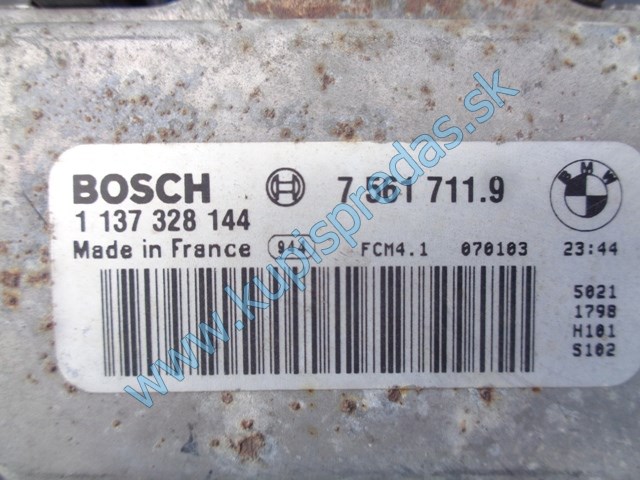 BOSCH 7 561 711.9 BMW
1 137 328 144
Made in France 944 FCM4.1 070103 23:44
5021
1798
H101
S102
www.kupispredas.sk